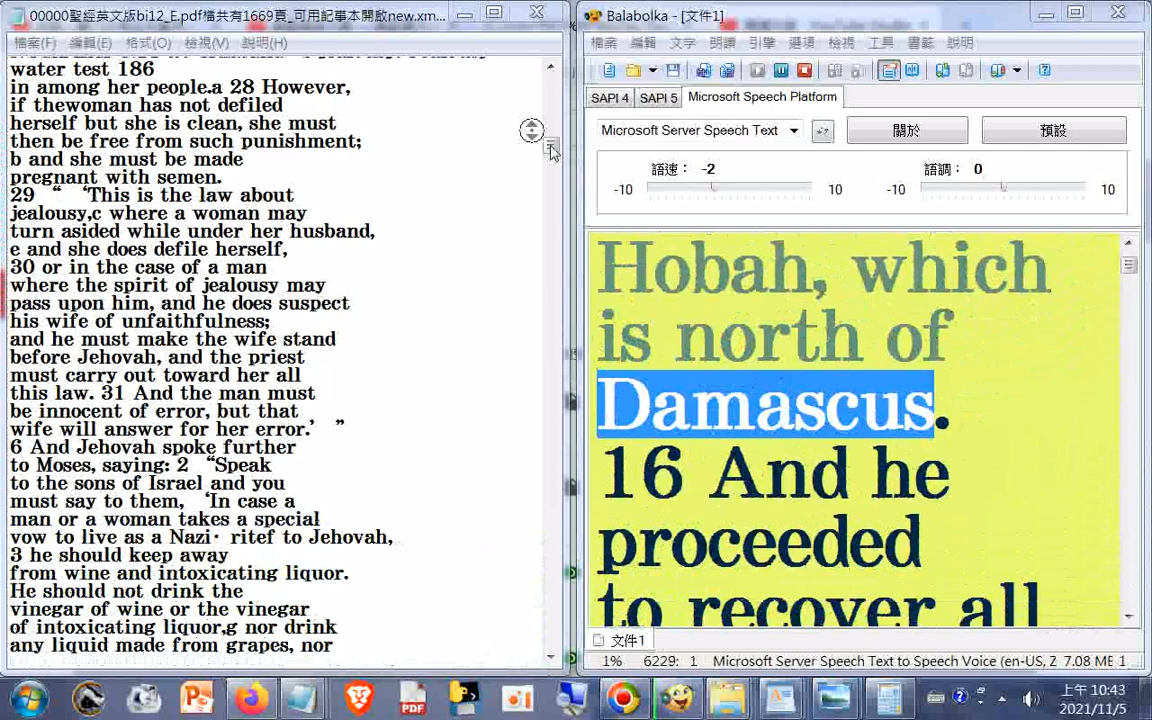 00000聖經英文版bi12_E.pdf檔共有1669頁_可用記事本開啟new.xm...
檔案(F) 編輯(E) 格式(O) 檢視(V) 說明(H)
water test 186
in among her people.a 28 However,
if thewoman has not defiled
herself but she is clean, she must
then be free from such punishment;
b and she must be made
pregnant with semen.
29 “ ‘This is the law about
jealousy,c where a woman may
turn asided while under her husband,
e and she does defile herself,
30 or in the case of a man
where the spirit of jealousy may
pass upon him, and he does suspect
his wife of unfaithfulness;
and he must make the wife stand
before Jehovah, and the priest
must carry out toward her all
this law. 31 And the man must
be innocent of error, but that
wife will answer for her error.’ ”
6 And Jehovah spoke further
to Moses, saying: 2 “Speak
to the sons of Israel and you
must say to them, ‘In case a
man or a woman takes a special
vow to live as a Nazi· ritef to Jehovah,
3 he should keep away
from wine and intoxicating liquor.
He should not drink the
vinegar of wine or the vinegar
of intoxicating liquor,g nor drink
any liquid made from grapes, nor
Balabolka - [文件1]
檔案 編輯 文字 朗讀 引擎 選項 檢視 工具 書籤 說明
SAPI 4 SAPI 5 Microsoft Speech Platform
Microsoft Server Speech Text 關於 預設
語速： -2 語調： 0
-10 10 -10 10
Hobah, which
is north of
Damascus.
16 And he
proceeded
to recover all
文件1
1% 6229: 1 Microsoft Server Speech Text to Speech Voice (en-US, Z 7.08 ME 1
PDF
上午 10:43
2021/11/5